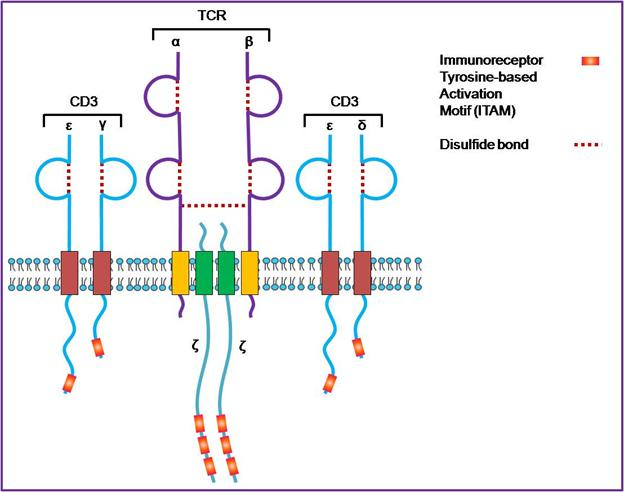 TCR
α
β
CD3
ε
γ
CD3
ε
δ
Immunoreceptor
Tyrosine-based
Activation
Motif (ITAM)
Disulfide bond
ζ
ζ